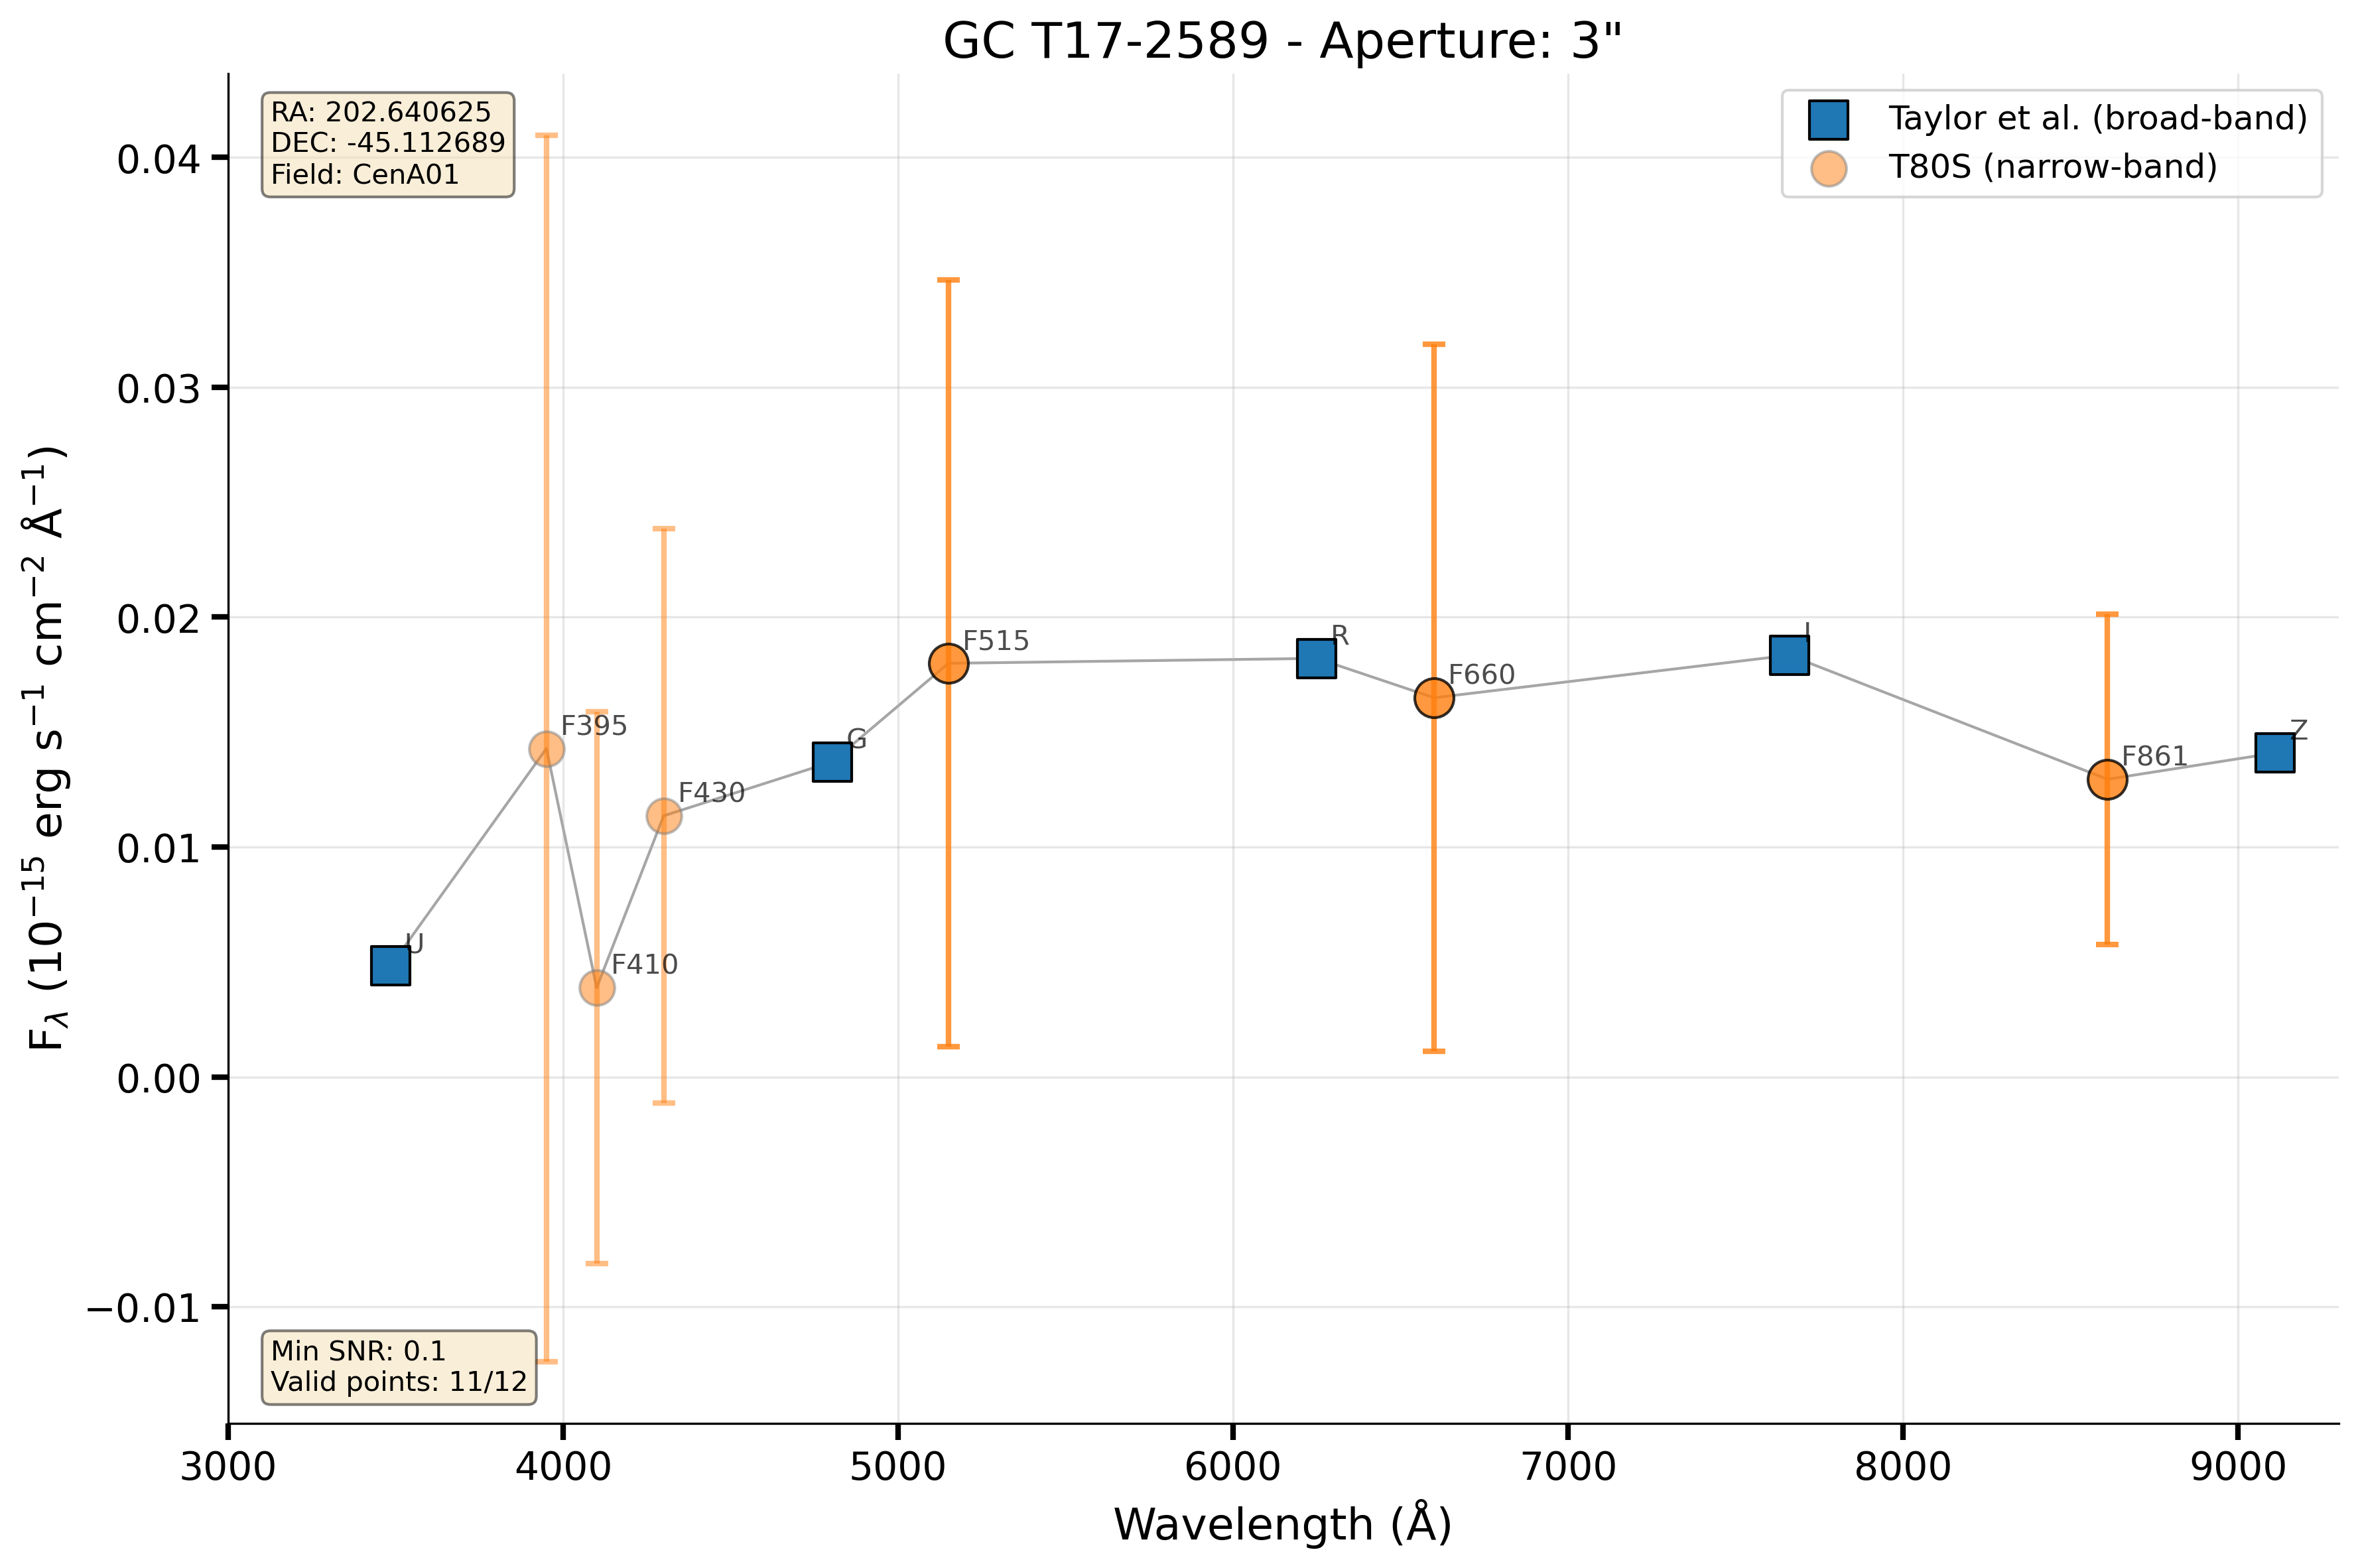 GC T17-2589 - Aperture: 3"
RA: 202.640625
DEC: -45.112689
Field: CenA01
Taylor et al. (broad-band)
T80S (narrow-band)
0.04
0.03
0.02
0.01
0.00
−0.01
F_λ (10⁻¹⁵ erg s⁻¹ cm⁻² Å⁻¹)
U
F395
F410
F430
G
F515
R
F660
I
F861
Z
Min SNR: 0.1
Valid points: 11/12
3000 4000 5000 6000 7000 8000 9000
Wavelength (Å)